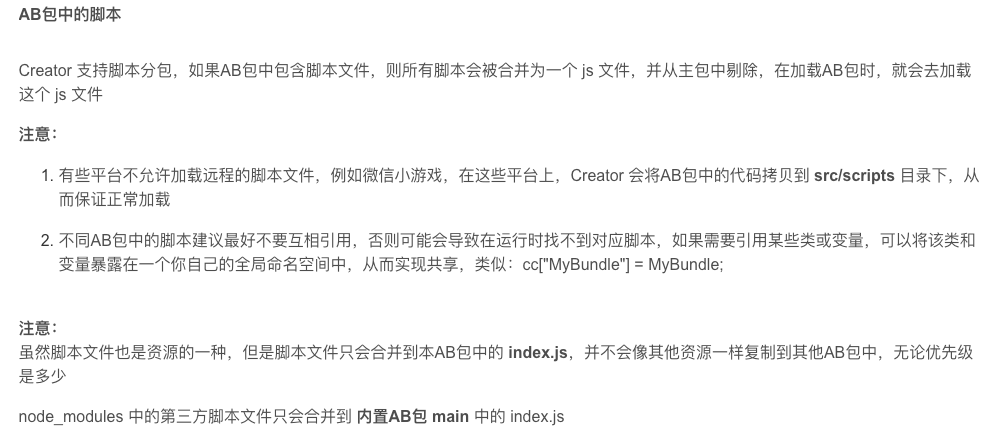 AB包中的脚本
Creator 支持脚本分包，如果AB包中包含脚本文件，则所有脚本会被合并为一个 js 文件，并从主包中剔除，在加载AB包时，就会去加载
这个 js 文件
注意：
1. 有些平台不允许加载远程的脚本文件，例如微信小游戏，在这些平台上，Creator 会将AB包中的代码拷贝到 src/scripts 目录下，从
而保证正常加载
2. 不同AB包中的脚本建议最好不要互相引用，否则可能会导致在运行时找不到对应脚本，如果需要引用某些类或变量，可以将该类和
变量暴露在一个你自己的全局命名空间中，从而实现共享，类似：cc["MyBundle"] = MyBundle;
注意：
虽然脚本文件也是资源的一种，但是脚本文件只会合并到本AB包中的 index.js，并不会像其他资源一样复制到其他AB包中，无论优先级
是多少
node_modules 中的第三方脚本文件只会合并到 内置AB包 main 中的 index.js